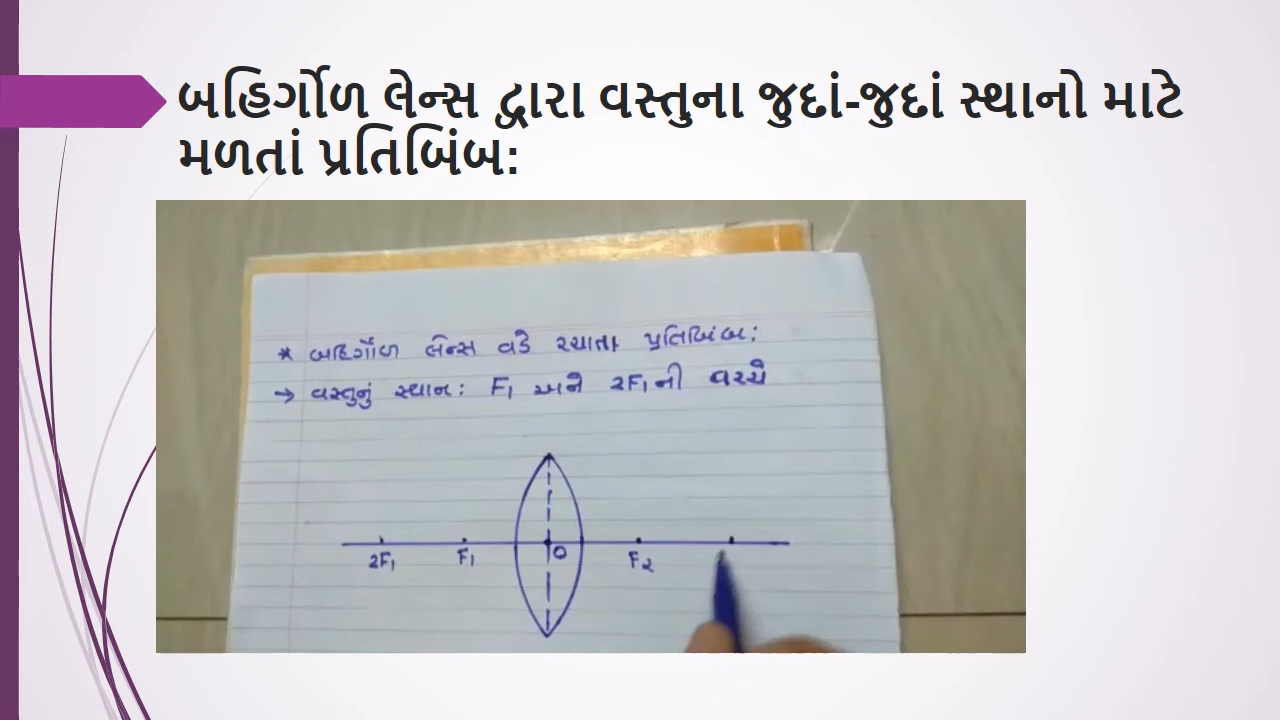 બહિર્ગોળ લેન્સ દ્વારા વસ્તુના જુદાં-જુદાં સ્થાનો માટે
મળતાં પ્રતિબિંબ:
* બહિર્ગોળ લેન્સ વડે રચાતા પ્રતિબિંબ:
→ વસ્તુનું સ્થાન: F₁ અને 2F₁ની વચ્ચે
2F₁ F₁ O F₂